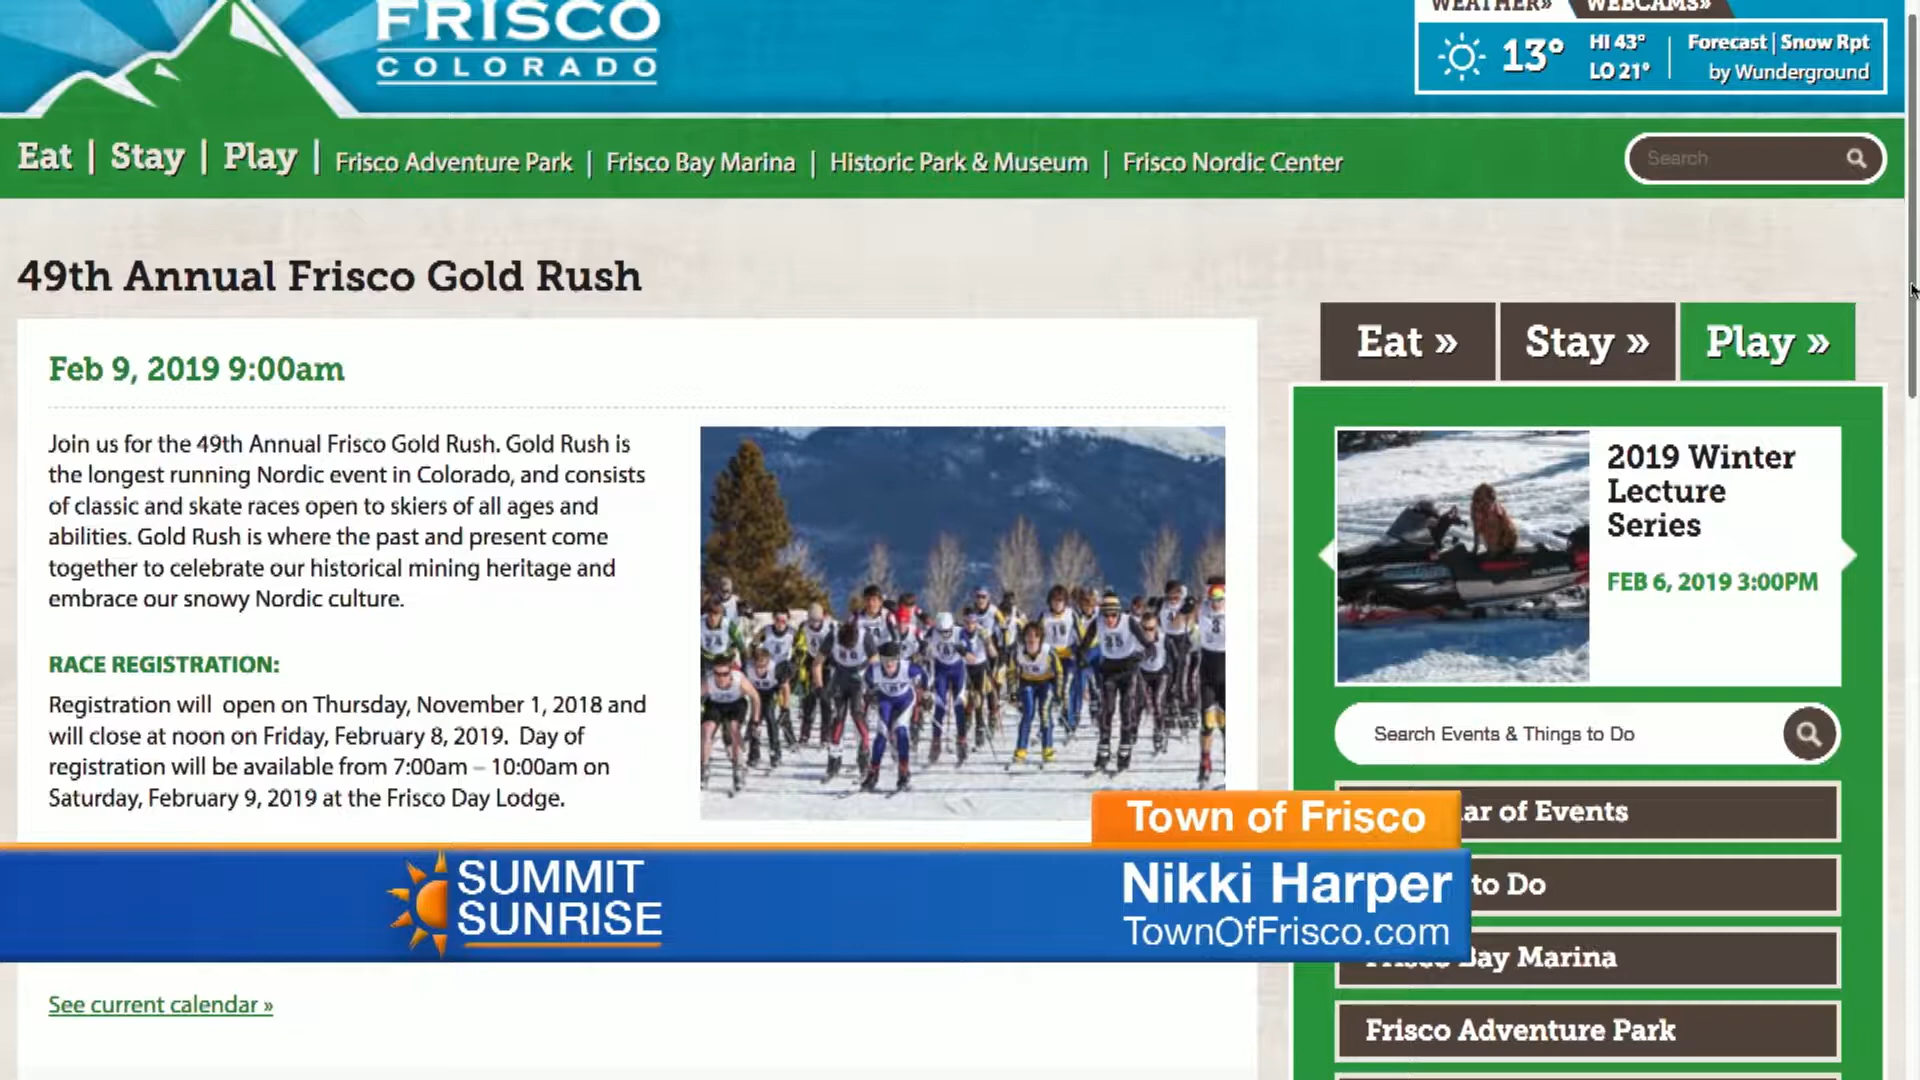 FRISCO
COLORADO
WEATHER»
WEBCAMS»
13°
HI 43°
LO 21°
Forecast | Snow Rpt
by Wunderground
Eat | Stay | Play | Frisco Adventure Park | Frisco Bay Marina | Historic Park & Museum | Frisco Nordic Center
Search
49th Annual Frisco Gold Rush
Feb 9, 2019 9:00am
Join us for the 49th Annual Frisco Gold Rush. Gold Rush is
the longest running Nordic event in Colorado, and consists
of classic and skate races open to skiers of all ages and
abilities. Gold Rush is where the past and present come
together to celebrate our historical mining heritage and
embrace our snowy Nordic culture.
RACE REGISTRATION:
Registration will open on Thursday, November 1, 2018 and
will close at noon on Friday, February 8, 2019. Day of
registration will be available from 7:00am – 10:00am on
Saturday, February 9, 2019 at the Frisco Day Lodge.
See current calendar »
Eat »
Stay »
Play »
2019 Winter
Lecture
Series
FEB 6, 2019 3:00PM
Search Events & Things to Do
ar of Events
to Do
Frisco Bay Marina
Frisco Adventure Park
Town of Frisco
SUMMIT
SUNRISE
Nikki Harper
TownOfFrisco.com